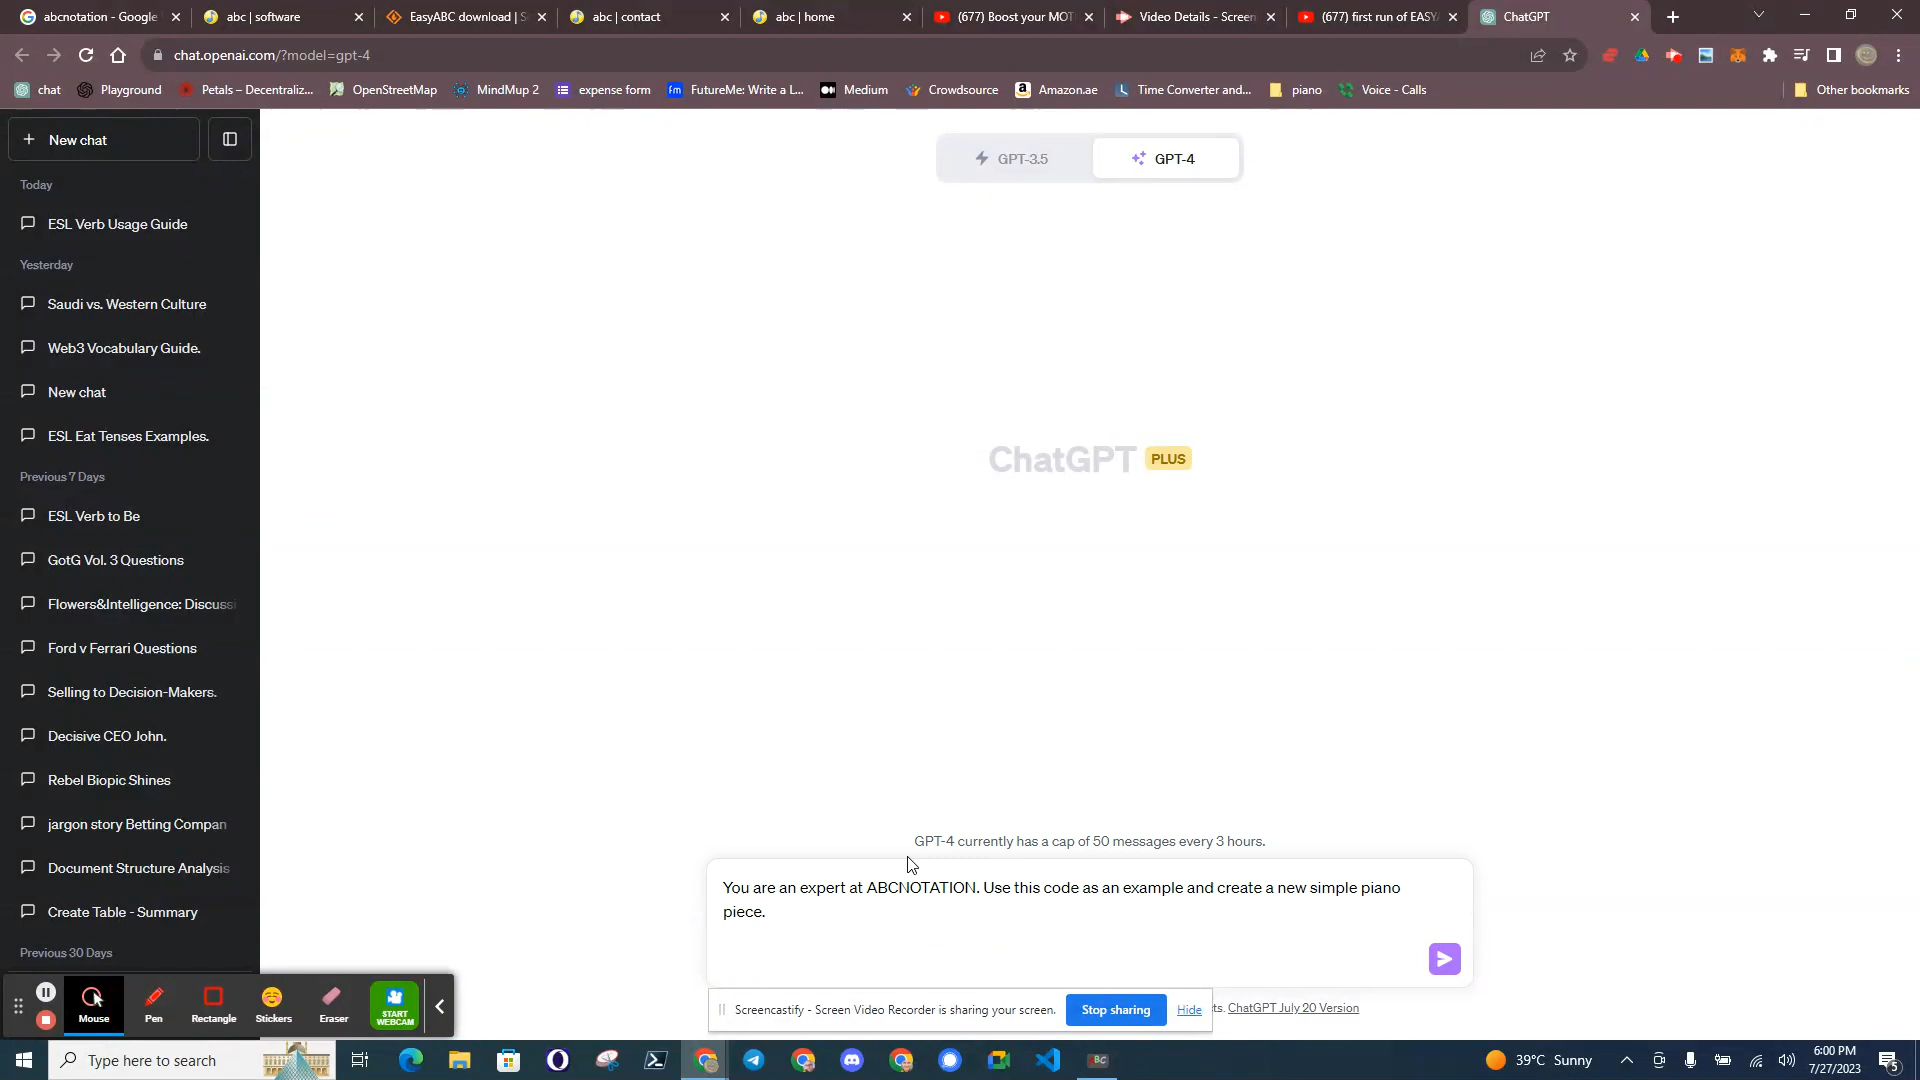 abcnotation - Google
abc | software
EasyABC download | S
abc | contact
abc | home
(677) Boost your MOT
Video Details - Screen
(677) first run of EASY
ChatGPT
chat.openai.com/?model=gpt-4
chat
Playground
Petals – Decentraliz...
OpenStreetMap
MindMup 2
expense form
FutureMe: Write a L...
Medium
Crowdsource
Amazon.ae
Time Converter and...
piano
Voice - Calls
Other bookmarks
New chat
Today
ESL Verb Usage Guide
Yesterday
Saudi vs. Western Culture
Web3 Vocabulary Guide.
New chat
ESL Eat Tenses Examples.
Previous 7 Days
ESL Verb to Be
GotG Vol. 3 Questions
Flowers&Intelligence: Discussi
Ford v Ferrari Questions
Selling to Decision-Makers.
Decisive CEO John.
Rebel Biopic Shines
jargon story Betting Compan
Document Structure Analysis
Create Table - Summary
Previous 30 Days
GPT-3.5
GPT-4
ChatGPT PLUS
GPT-4 currently has a cap of 50 messages every 3 hours.
You are an expert at ABCNOTATION. Use this code as an example and create a new simple piano
piece.
Screencastify - Screen Video Recorder is sharing your screen.
Stop sharing
Hide
ts. ChatGPT July 20 Version
Mouse
Pen
Rectangle
Stickers
Eraser
START
WEBCAM
Type here to search
39°C Sunny
6:00 PM
7/27/2023
5